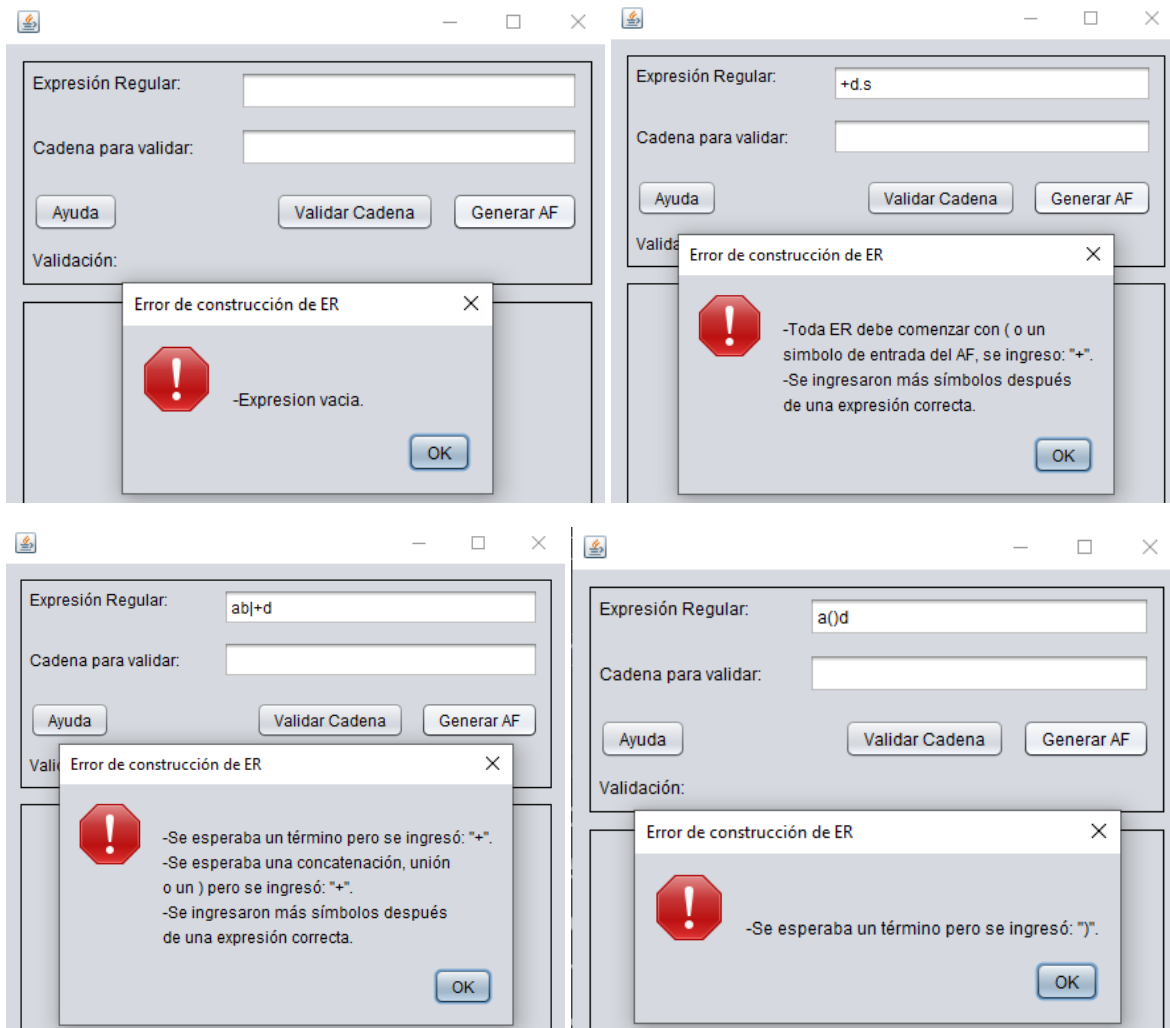 Expresión Regular:
Cadena para validar:
Ayuda
Validar Cadena
Generar AF
Validación:
Error de construcción de ER
-Expresion vacia.
OK
Expresión Regular:
+d.s
Cadena para validar:
Ayuda
Validar Cadena
Generar AF
Valida
Error de construcción de ER
-Toda ER debe comenzar con ( o un
simbolo de entrada del AF, se ingreso: "+".
-Se ingresaron más símbolos después
de una expresión correcta.
OK
Expresión Regular:
ab|+d
Cadena para validar:
Ayuda
Validar Cadena
Generar AF
Vali
Error de construcción de ER
-Se esperaba un término pero se ingresó: "+".
-Se esperaba una concatenación, unión
o un ) pero se ingresó: "+".
-Se ingresaron más símbolos después
de una expresión correcta.
OK
Expresión Regular:
a()d
Cadena para validar:
Ayuda
Validar Cadena
Generar AF
Validación:
Error de construcción de ER
-Se esperaba un término pero se ingresó: ")".
OK